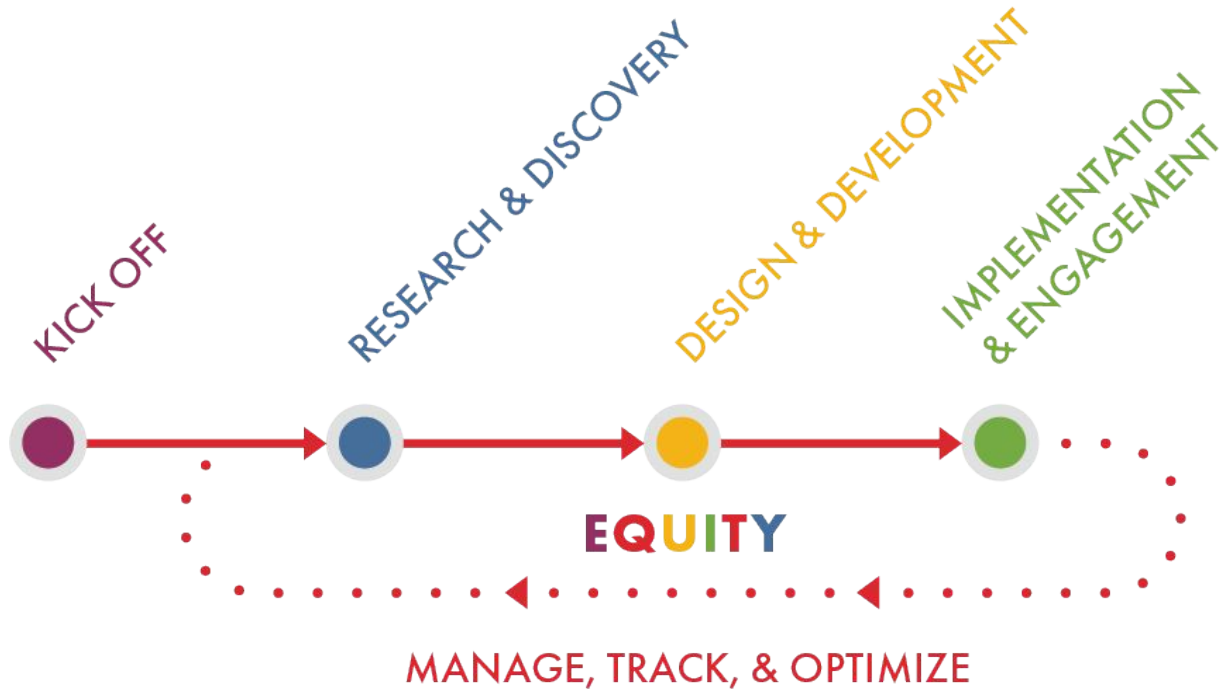 KICK OFF
RESEARCH & DISCOVERY
DESIGN & DEVELOPMENT
IMPLEMENTATION
& ENGAGEMENT
EQUITY
MANAGE, TRACK, & OPTIMIZE